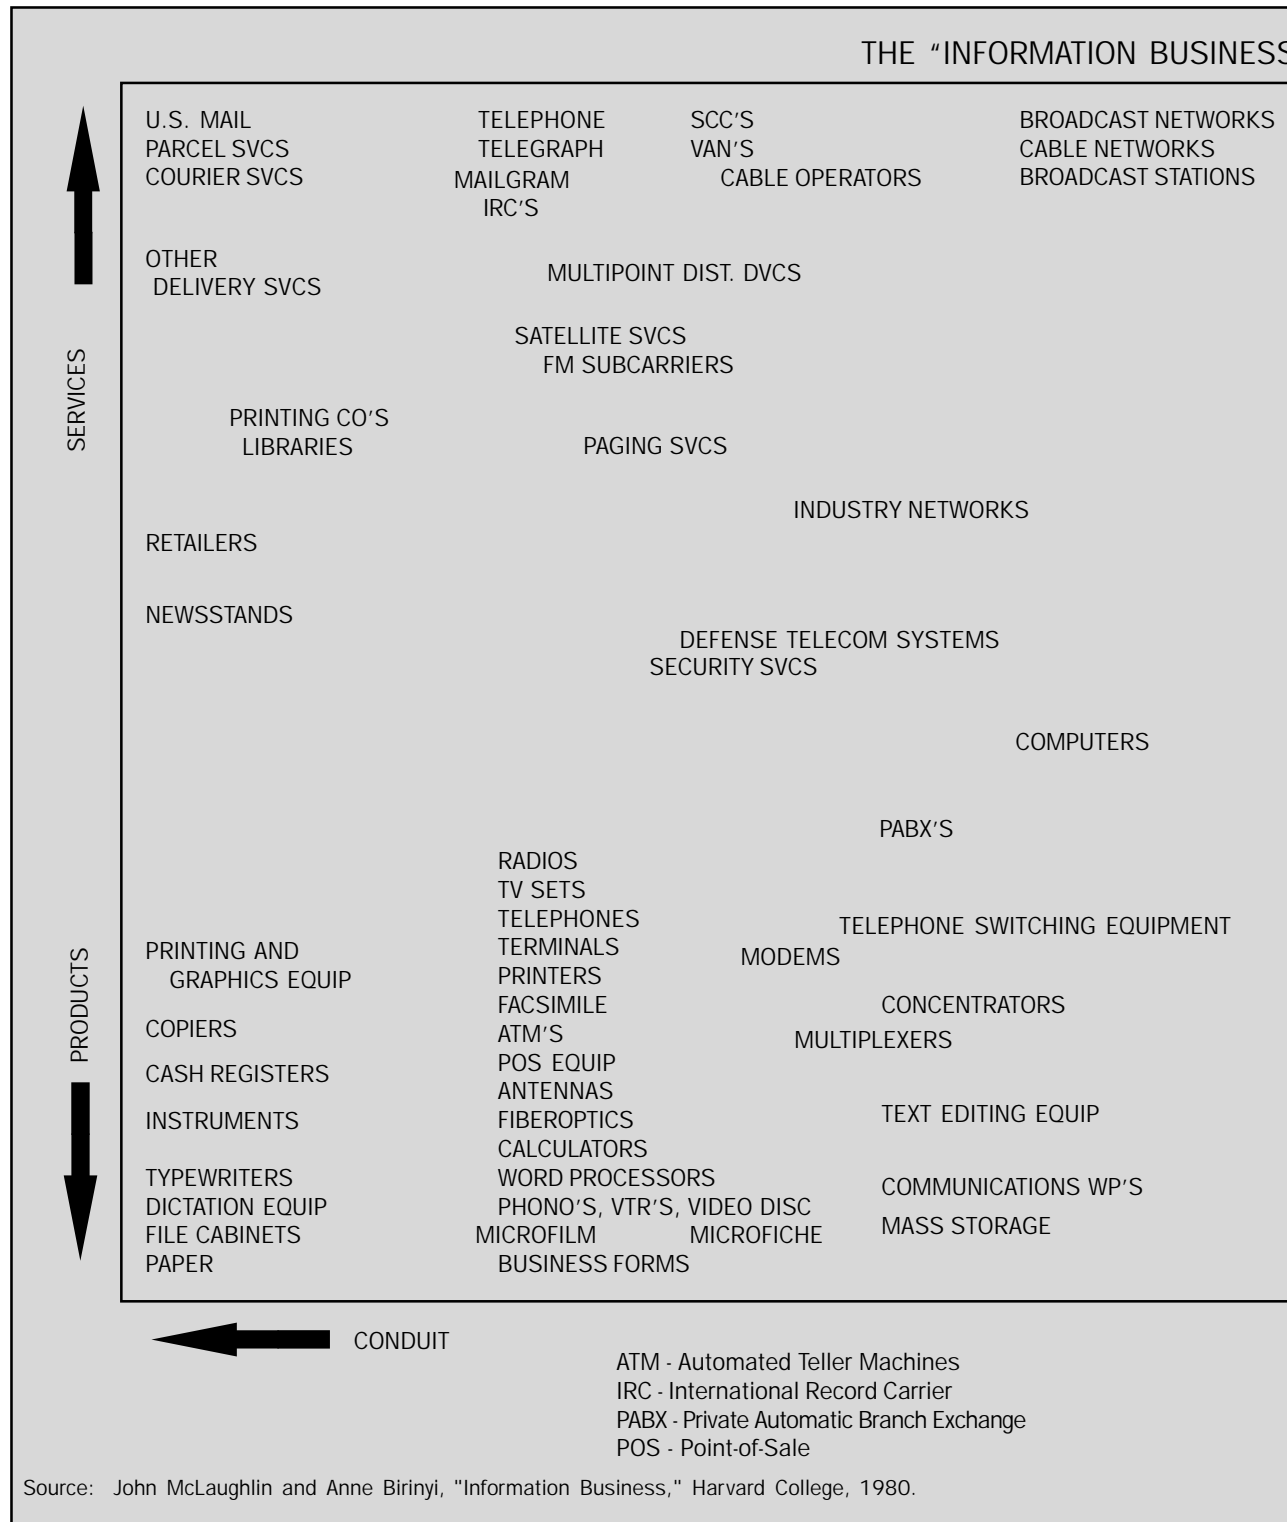 THE “INFORMATION BUSINESS
U.S. MAIL TELEPHONE SCC'S BROADCAST NETWORKS
PARCEL SVCS TELEGRAPH VAN'S CABLE NETWORKS
COURIER SVCS MAILGRAM CABLE OPERATORS BROADCAST STATIONS
IRC'S
OTHER
DELIVERY SVCS MULTIPOINT DIST. DVCS
SATELLITE SVCS
FM SUBCARRIERS
SERVICES
PRINTING CO'S
LIBRARIES PAGING SVCS
INDUSTRY NETWORKS
RETAILERS
NEWSSTANDS
DEFENSE TELECOM SYSTEMS
SECURITY SVCS
COMPUTERS
PABX'S
RADIOS
TV SETS
TELEPHONES TELEPHONE SWITCHING EQUIPMENT
PRINTING AND TERMINALS MODEMS
GRAPHICS EQUIP PRINTERS
PRODUCTS
FACSIMILE CONCENTRATORS
COPIERS ATM'S MULTIPLEXERS
POS EQUIP
CASH REGISTERS
ANTENNAS
INSTRUMENTS FIBEROPTICS TEXT EDITING EQUIP
CALCULATORS
TYPEWRITERS WORD PROCESSORS COMMUNICATIONS WP'S
DICTATION EQUIP PHONO'S, VTR'S, VIDEO DISC
FILE CABINETS MICROFILM MICROFICHE MASS STORAGE
PAPER BUSINESS FORMS
CONDUIT
ATM - Automated Teller Machines
IRC - International Record Carrier
PABX - Private Automatic Branch Exchange
POS - Point-of-Sale
Source: John McLaughlin and Anne Birinyi, "Information Business," Harvard College, 1980.